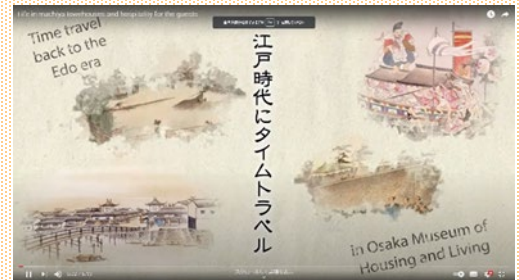 Life in machiya townhouses and hospitality for the guests
Time travel
back to the
Edo era
江戸時代にタイムトラベル
in Osaka Museum of
Housing and Living